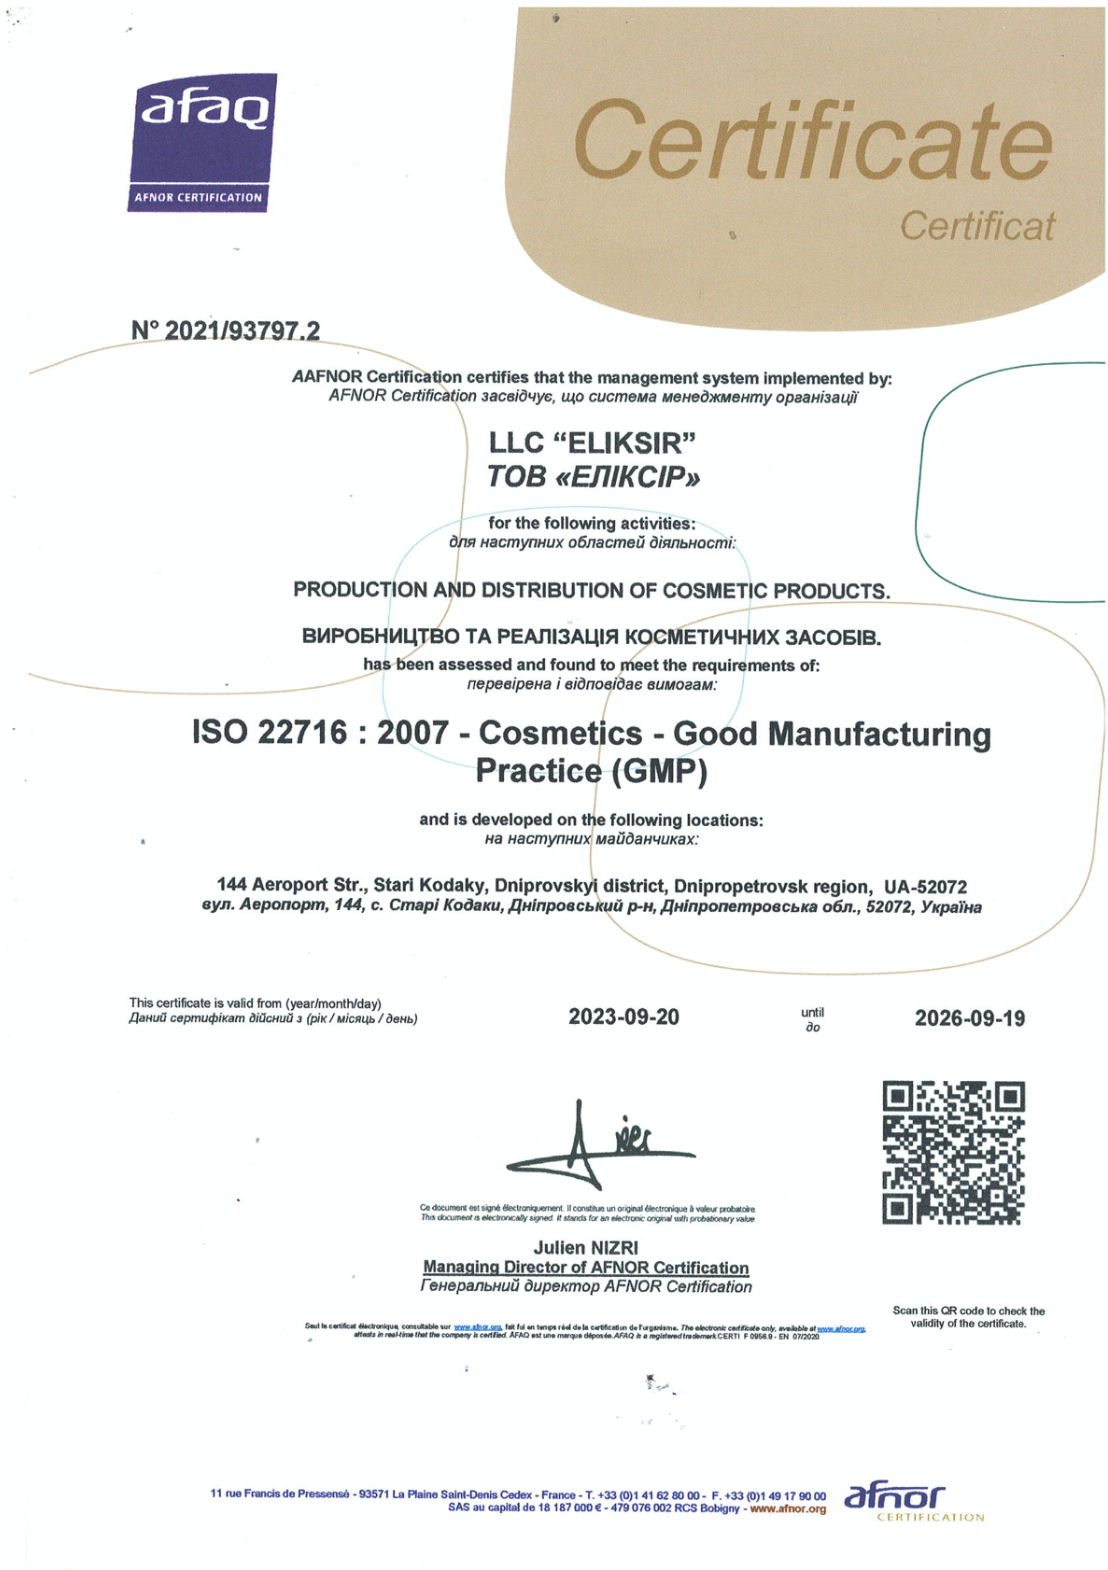 afaq
AFNOR CERTIFICATION
Certificate
Certificat
N° 2021/93797.2
AAFNOR Certification certifies that the management system implemented by:
AFNOR Certification засвідчує, що система менеджменту організації
LLC “ELIKSIR”
ТОВ «ЕЛІКСІР»
for the following activities:
для наступних областей діяльності:
PRODUCTION AND DISTRIBUTION OF COSMETIC PRODUCTS.
ВИРОБНИЦТВО ТА РЕАЛІЗАЦІЯ КОСМЕТИЧНИХ ЗАСОБІВ.
has been assessed and found to meet the requirements of:
перевірена і відповідає вимогам:
ISO 22716 : 2007 - Cosmetics - Good Manufacturing
Practice (GMP)
and is developed on the following locations:
на наступних майданчиках:
144 Aeroport Str., Stari Kodaky, Dniprovskyi district, Dnipropetrovsk region, UA-52072
вул. Аеропорт, 144, с. Старі Кодаки, Дніпровський р-н, Дніпропетровська обл., 52072, Україна
This certificate is valid from (year/month/day)
Даний сертифікат дійсний з (рік / місяць / день)
2023-09-20
until
до
2026-09-19
Ce document est signé électroniquement. Il constitue un original électronique à valeur probatoire.
This document is electronically signed. It stands for an electronic original with probationary value
Julien NIZRI
Managing Director of AFNOR Certification
Генеральний директор AFNOR Certification
Scan this QR code to check the
validity of the certificate.
Seul le certificat électronique, consultable sur www.afnor.org, fait foi en temps réel de la certification de l'organisme. The electronic certificate only, available at www.afnor.org,
attests in real-time that the company is certified. AFAQ est une marque déposée. AFAQ is a registered trademark. CERTI F 0956.9 - EN 07/2020
11 rue Francis de Pressensé - 93571 La Plaine Saint-Denis Cedex - France - T. +33 (0)1 41 62 80 00 - F. +33 (0)1 49 17 90 00
SAS au capital de 18 187 000 € - 479 076 002 RCS Bobigny - www.afnor.org
afnor
CERTIFICATION